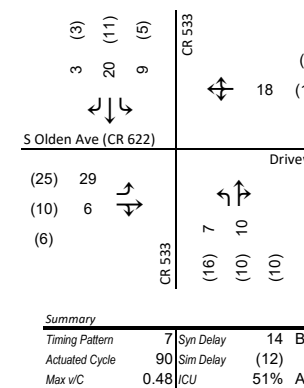 (3) (11) (5)
3 20 9
CR 533
18
S Olden Ave (CR 622)
(25) 29
(10) 6
(6)
CR 533
7 10
(16) (10) (10)
Summary
Timing Pattern 7 Syn Delay 14 B
Actuated Cycle 90 Sim Delay (12)
Max v/C 0.48 ICU 51% A